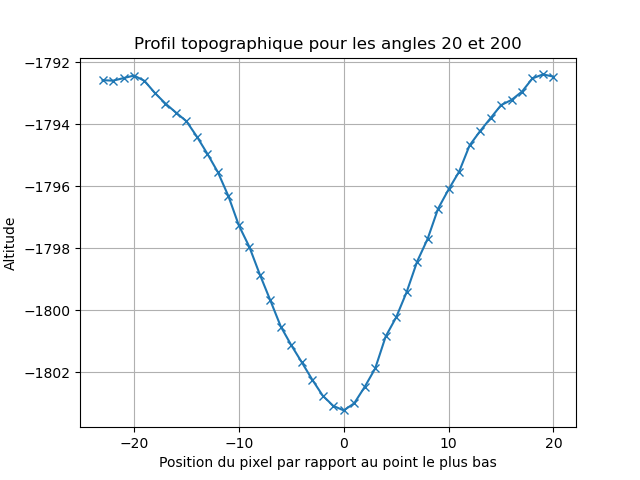 Profil topographique pour les angles 20 et 200
Altitude
−1792
−1794
−1796
−1798
−1800
−1802
−20 −10 0 10 20
Position du pixel par rapport au point le plus bas